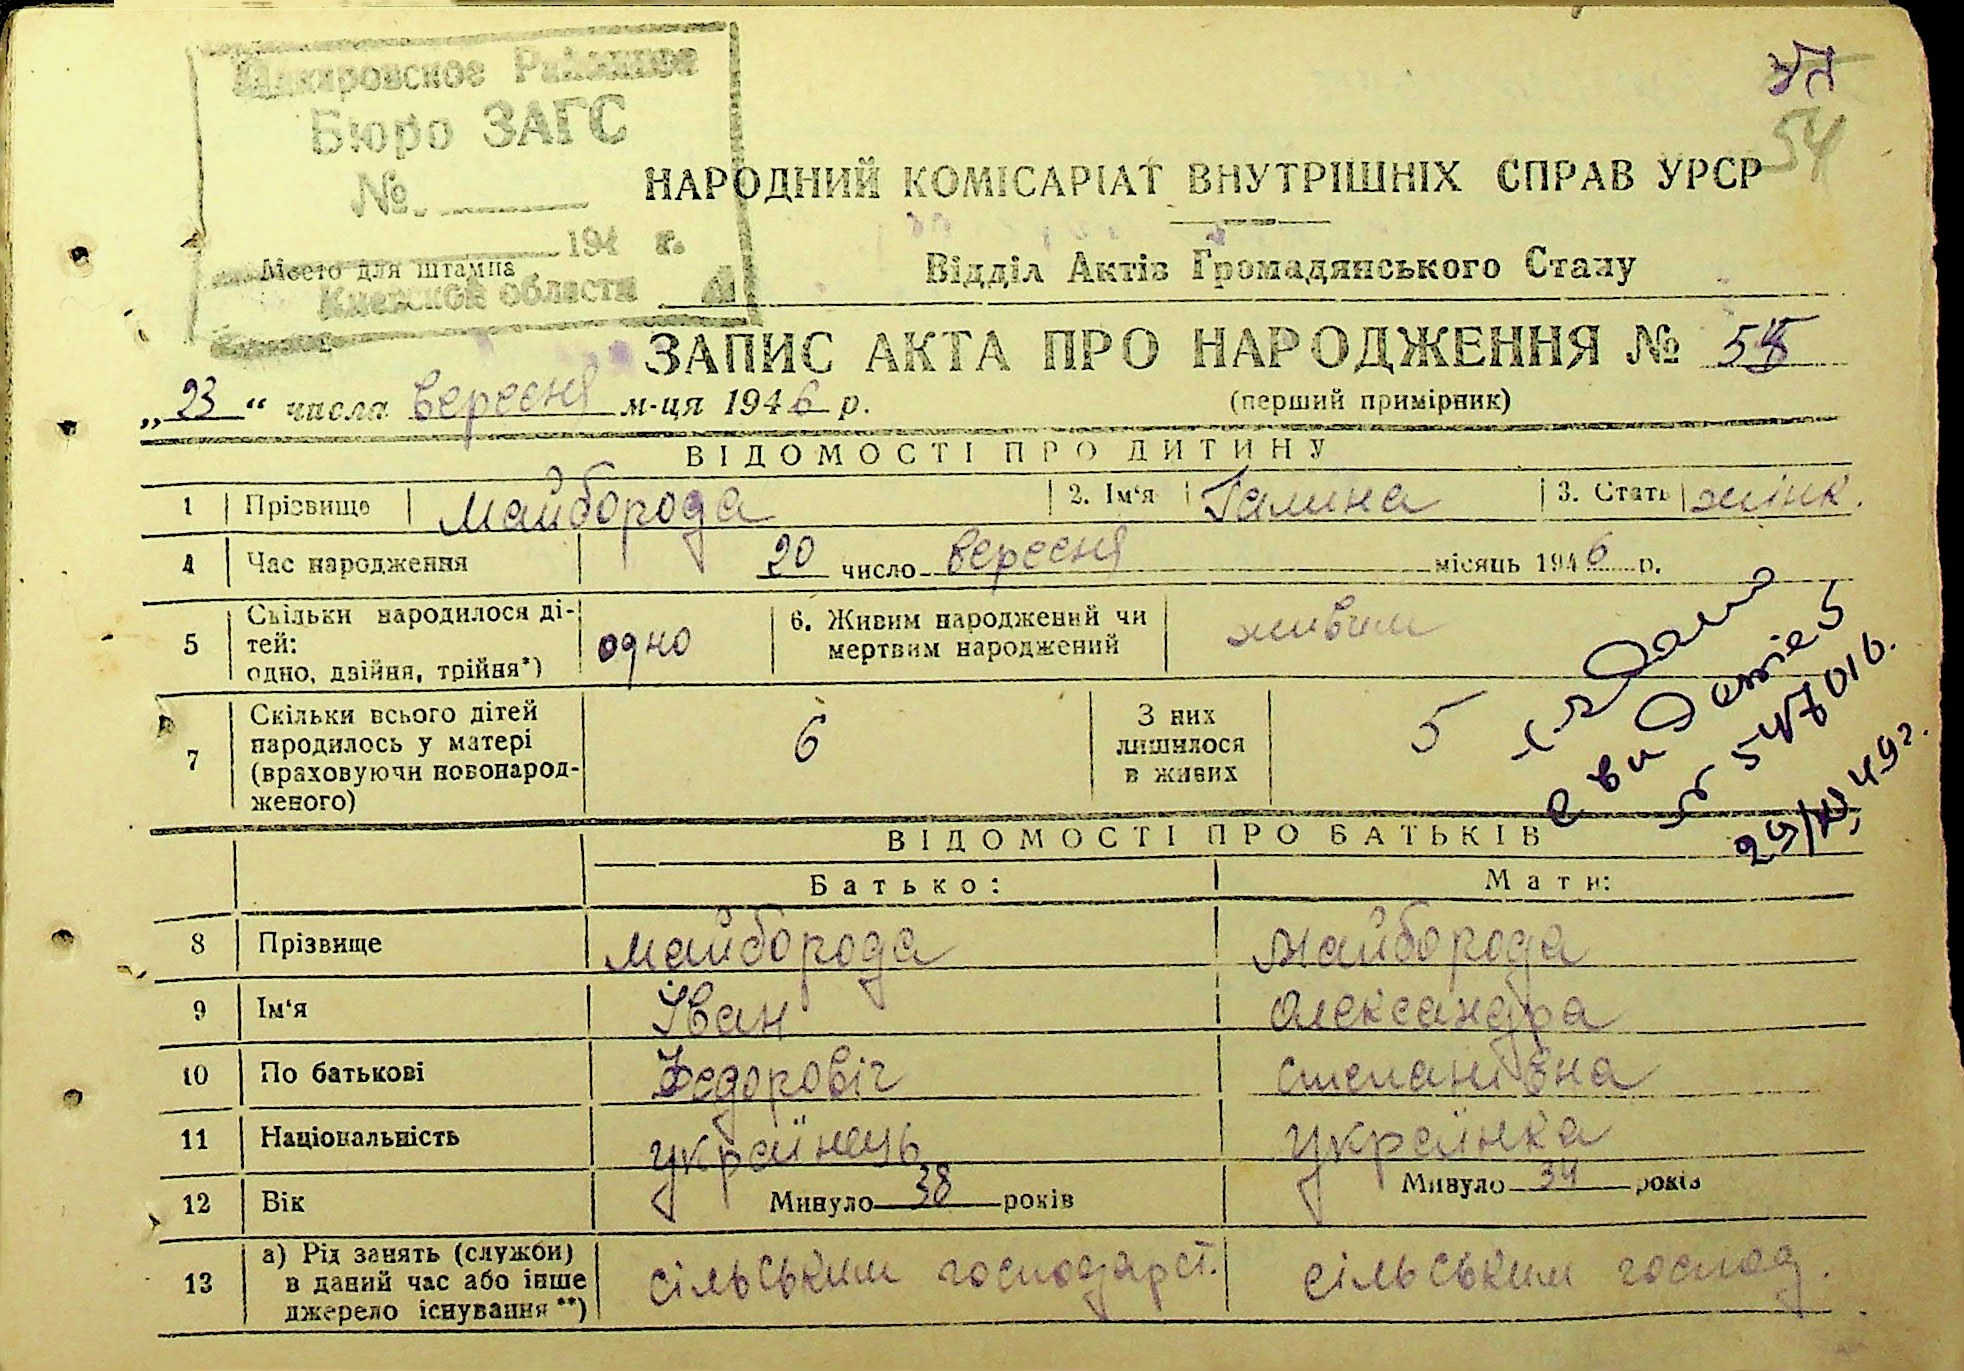 54
Районное
Бюро ЗАГС
№
194 г.
Место для штампа
Киевской области
НАРОДНИЙ КОМІСАРІАТ ВНУТРІШНІХ СПРАВ УРСР
Відділ Актів Громадянського Стану
ЗАПИС АКТА ПРО НАРОДЖЕННЯ №
„23“ числа вересня м-ця 1946 р.
(перший примірник)
ВІДОМОСТІ ПРО ДИТИНУ
1 Прізвище Майборода 2. Ім‘я Галина 3. Стать жінк.
4 Час народження 20 число вересня місяць 1946 р.
5 Скільки народилося ді-
тей:
одно, двійня, трійня*) одно
6. Живим народжений чи
мертвим народжений живим
7 Скільки всього дітей
народилось у матері
(враховуючи новонарод-
женого) 6
З них
лишилося
в живих 5
ВІДОМОСТІ ПРО БАТЬКІВ
Батько: Мати:
8 Прізвище Майборода Майборода
9 Ім‘я Іван Олександра
10 По батькові Федоровіч Степанівна
11 Національність українець українка
12 Вік Минуло 38 років Минуло 34 років
13 а) Рід занять (служби)
в даний час або інше
джерело існування **)
сільським господарст. сільським господ.